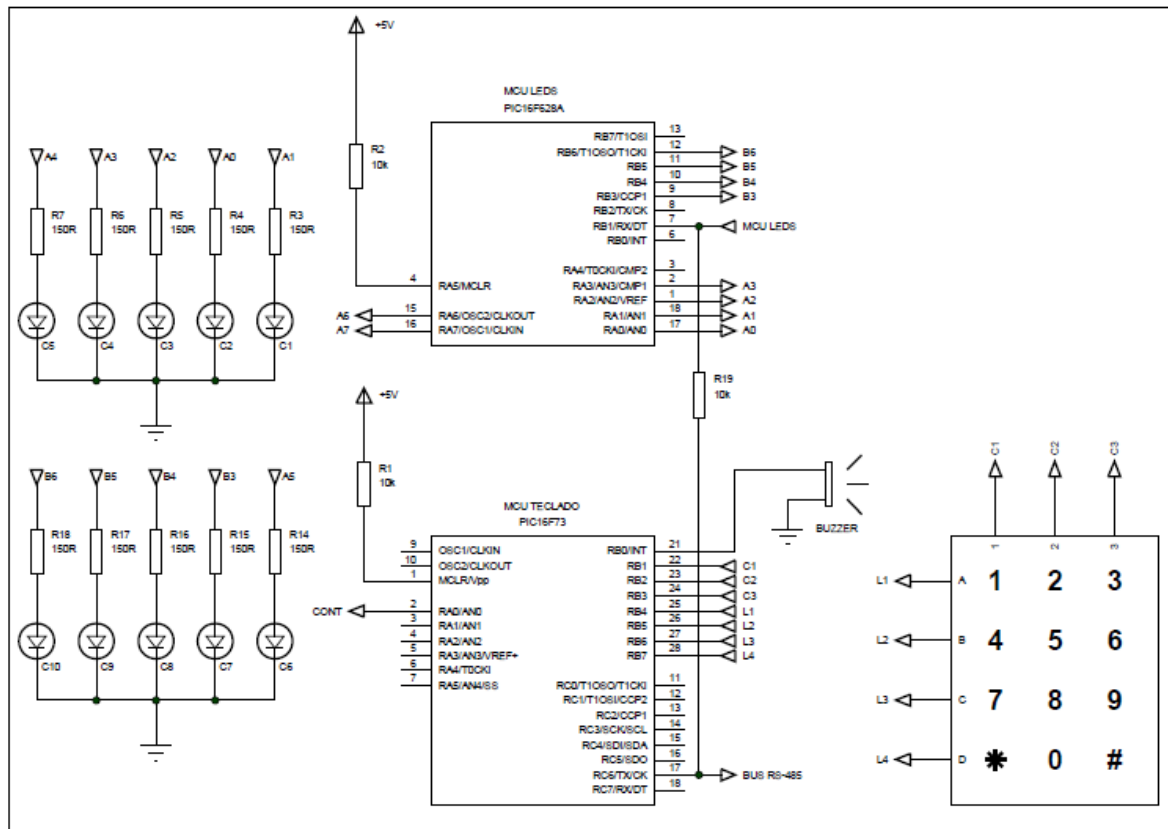 +5V
MCU LEDS
PIC16F628A
R2
10k
4 RA5/MCLR
A6 15 RA6/OSC2/CLKOUT
A7 16 RA7/OSC1/CLKIN
RB7/T1OSI 13
RB6/T1OSO/T1CKI 12 B6
RB5 11 B5
RB4 10 B4
RB3/CCP1 9 B3
RB2/TX/CK 8
RB1/RX/DT 7 MCU LEDS
RB0/INT 6
RA4/T0CKI/CMP2 3
RA3/AN3/CMP1 2 A3
RA2/AN2/VREF 1 A2
RA1/AN1 18 A1
RA0/AN0 17 A0
A4 A3 A2 A0 A1
R7 R6 R5 R4 R3
150R 150R 150R 150R 150R
C5 C4 C3 C2 C1
R19
10k
+5V
R1
10k
B6 B5 B4 B3 A5
R18 R17 R16 R15 R14
150R 150R 150R 150R 150R
C10 C9 C8 C7 C6
MCU TECLADO
PIC16F73
9 OSC1/CLKIN
10 OSC2/CLKOUT
1 MCLR/Vpp
CONT 2 RA0/AN0
3 RA1/AN1
4 RA2/AN2
5 RA3/AN3/VREF+
6 RA4/T0CKI
7 RA5/AN4/SS
RB0/INT 21
RB1 22 C1
RB2 23 C2
RB3 24 C3
RB4 25 L1
RB5 26 L2
RB6 27 L3
RB7 28 L4
RC0/T1OSO/T1CKI 11
RC1/T1OSI/CCP2 12
RC2/CCP1 13
RC3/SCK/SCL 14
RC4/SDI/SDA 15
RC5/SDO 16
RC6/TX/CK 17 BUS RS-485
RC7/RX/DT 18
BUZZER
C1 C2 C3
1 2 3
L1 A 1 2 3
L2 B 4 5 6
L3 C 7 8 9
L4 D * 0 #